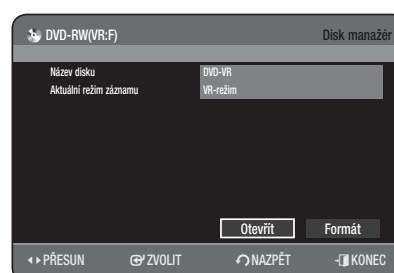 DVD-RW(VR:F) Disk manažér
Název disku DVD-VR
Aktuální režim záznamu VR-režim
Otevřít Formát
PŘESUN ZVOLIT NAZPĚT KONEC